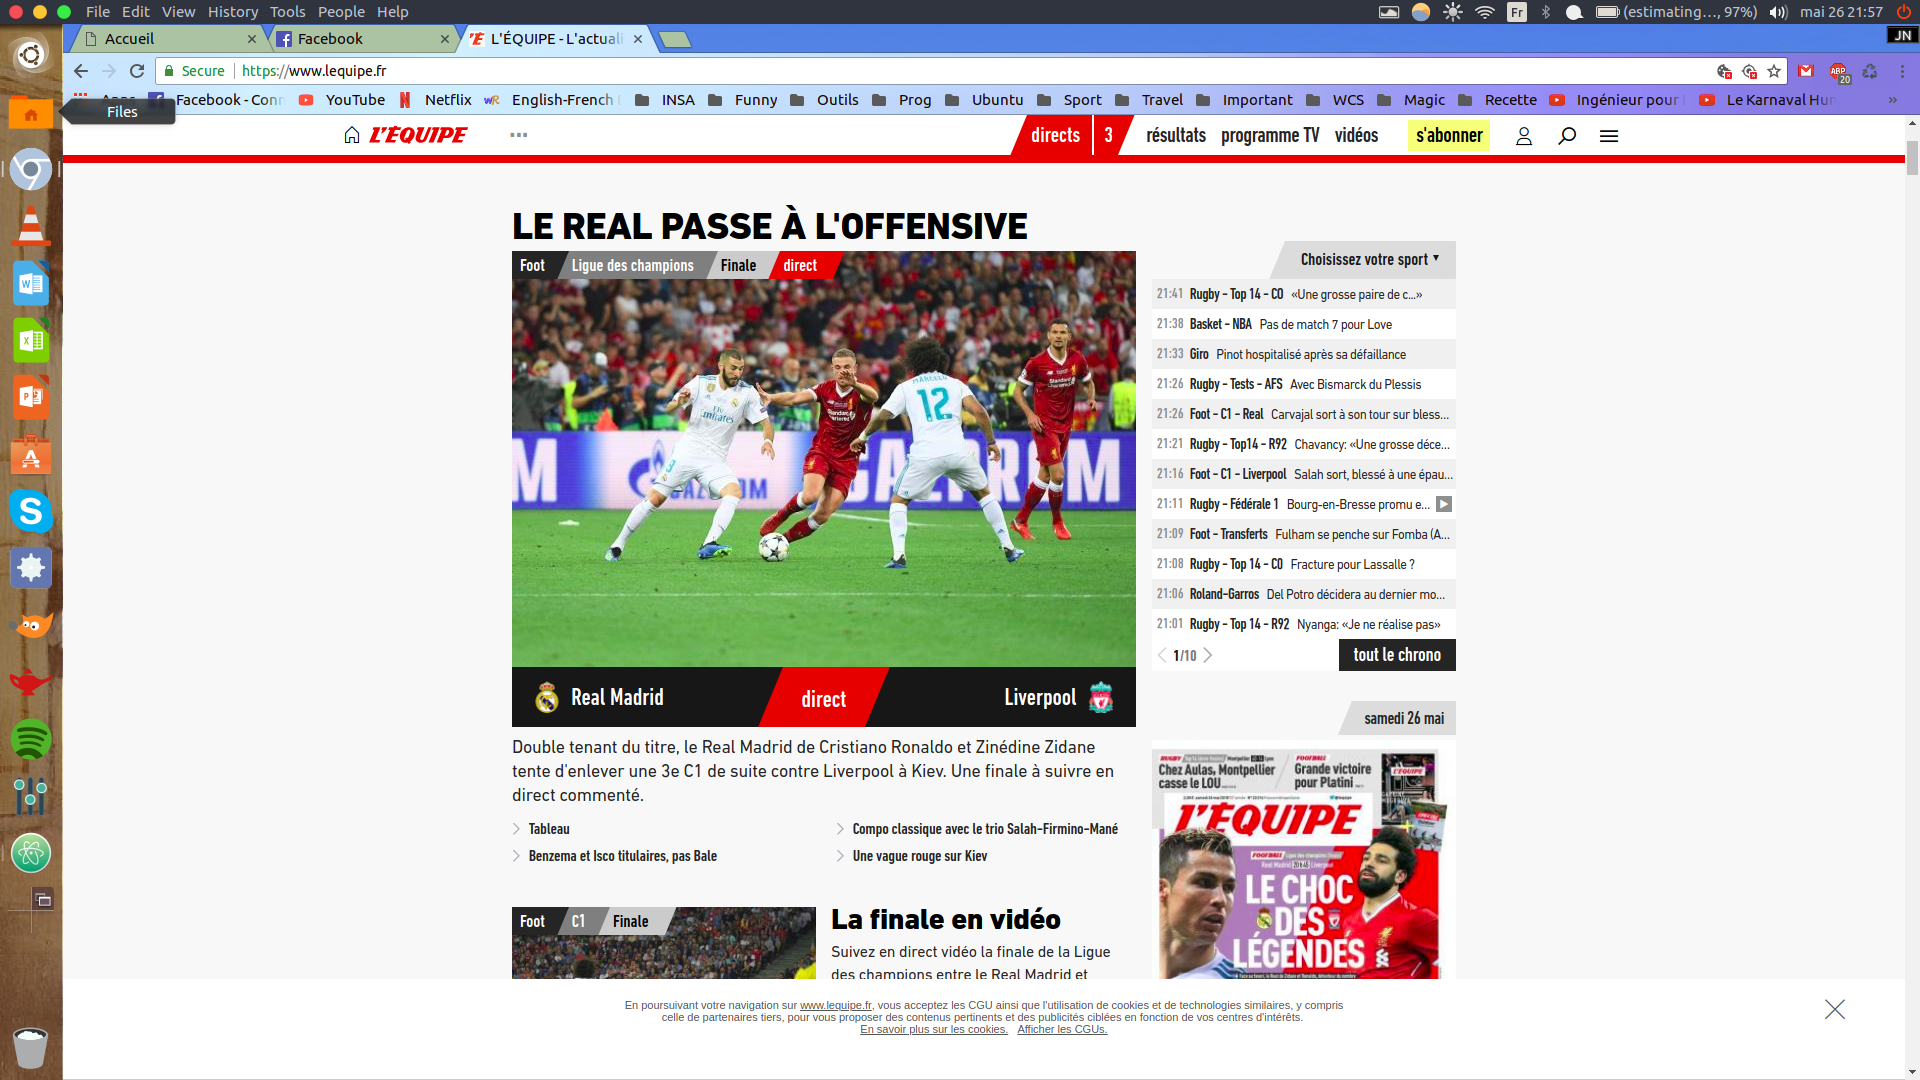 File Edit View History Tools People Help
Fr (estimating..., 97%) mai 26 21:57
Accueil
Facebook
L'ÉQUIPE - L'actuali
JN
Secure https://www.lequipe.fr
ABP 20
Apps Facebook - Conn YouTube Netflix English-French INSA Funny Outils Prog Ubuntu Sport Travel Important WCS Magic Recette Ingénieur pour Le Karnaval Hum »
Files
L'ÉQUIPE
directs 3 résultats programme TV vidéos s'abonner
LE REAL PASSE À L'OFFENSIVE
Foot Ligue des champions Finale direct
MARCELO
12
Fly Emirates
Standard Chartered
GAZPROM
Real Madrid direct Liverpool
Double tenant du titre, le Real Madrid de Cristiano Ronaldo et Zinédine Zidane
tente d'enlever une 3e C1 de suite contre Liverpool à Kiev. Une finale à suivre en
direct commenté.
Tableau
Compo classique avec le trio Salah-Firmino-Mané
Benzema et Isco titulaires, pas Bale
Une vague rouge sur Kiev
Foot C1 Finale
La finale en vidéo
Suivez en direct vidéo la finale de la Ligue
des champions entre le Real Madrid et
Choisissez votre sport
21:41 Rugby - Top 14 - CO «Une grosse paire de c...»
21:38 Basket - NBA Pas de match 7 pour Love
21:33 Giro Pinot hospitalisé après sa défaillance
21:26 Rugby - Tests - AFS Avec Bismarck du Plessis
21:26 Foot - C1 - Real Carvajal sort à son tour sur bless...
21:21 Rugby - Top14 - R92 Chavancy: «Une grosse déce...
21:16 Foot - C1 - Liverpool Salah sort, blessé à une épau...
21:11 Rugby - Fédérale 1 Bourg-en-Bresse promu e...
21:09 Foot - Transferts Fulham se penche sur Fomba (A...
21:08 Rugby - Top 14 - CO Fracture pour Lassalle ?
21:06 Roland-Garros Del Potro décidera au dernier mo...
21:01 Rugby - Top 14 - R92 Nyanga: «Je ne réalise pas»
1/10
tout le chrono
samedi 26 mai
RUGBY
Chez Aulas, Montpellier
casse le LOU
FOOTBALL
Grande victoire
pour Platini
L'ÉQUIPE
FOOTBALL
Real Madrid 20h45 Liverpool
LE CHOC
DES
LÉGENDES
En poursuivant votre navigation sur www.lequipe.fr, vous acceptez les CGU ainsi que l'utilisation de cookies et de technologies similaires, y compris
celle de partenaires tiers, pour vous proposer des contenus pertinents et des publicités ciblées en fonction de vos centres d'intérêts.
En savoir plus sur les cookies. Afficher les CGUs.